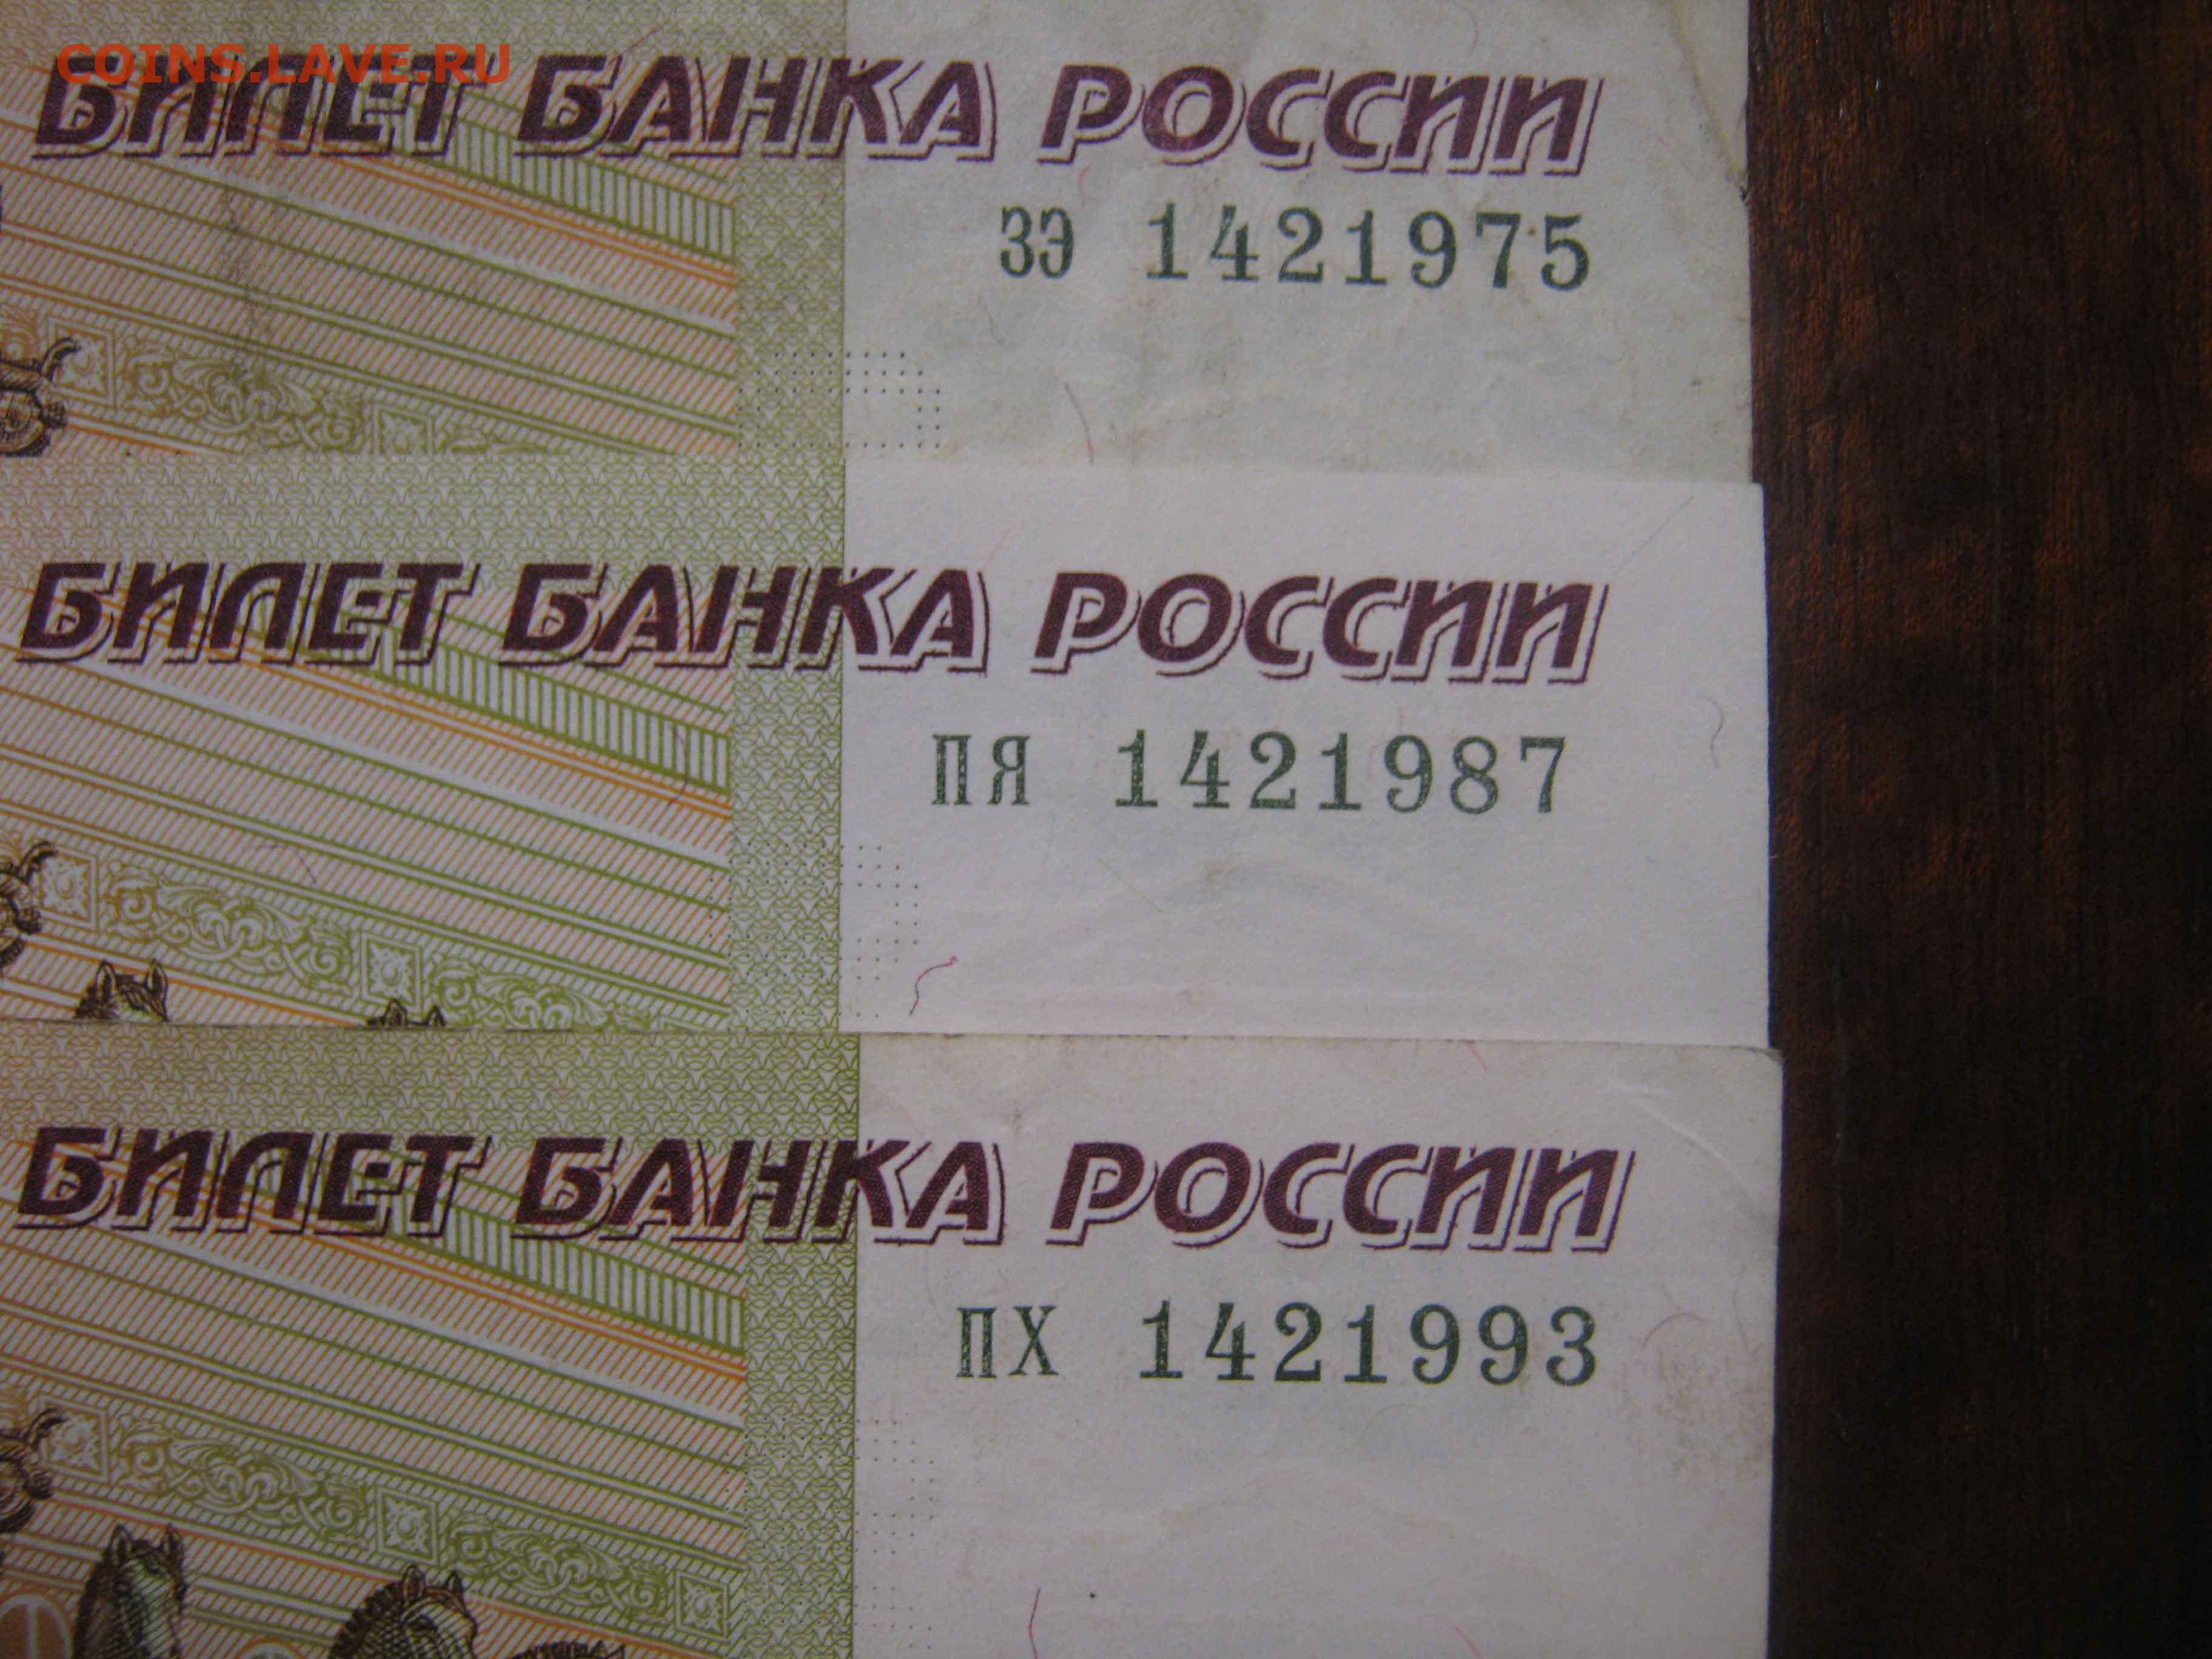 COINS.LAVE.RU
БИЛЕТ БАНКА РОССИИ
ЗЭ 1421975
БИЛЕТ БАНКА РОССИИ
ПЯ 1421987
БИЛЕТ БАНКА РОССИИ
ПХ 1421993